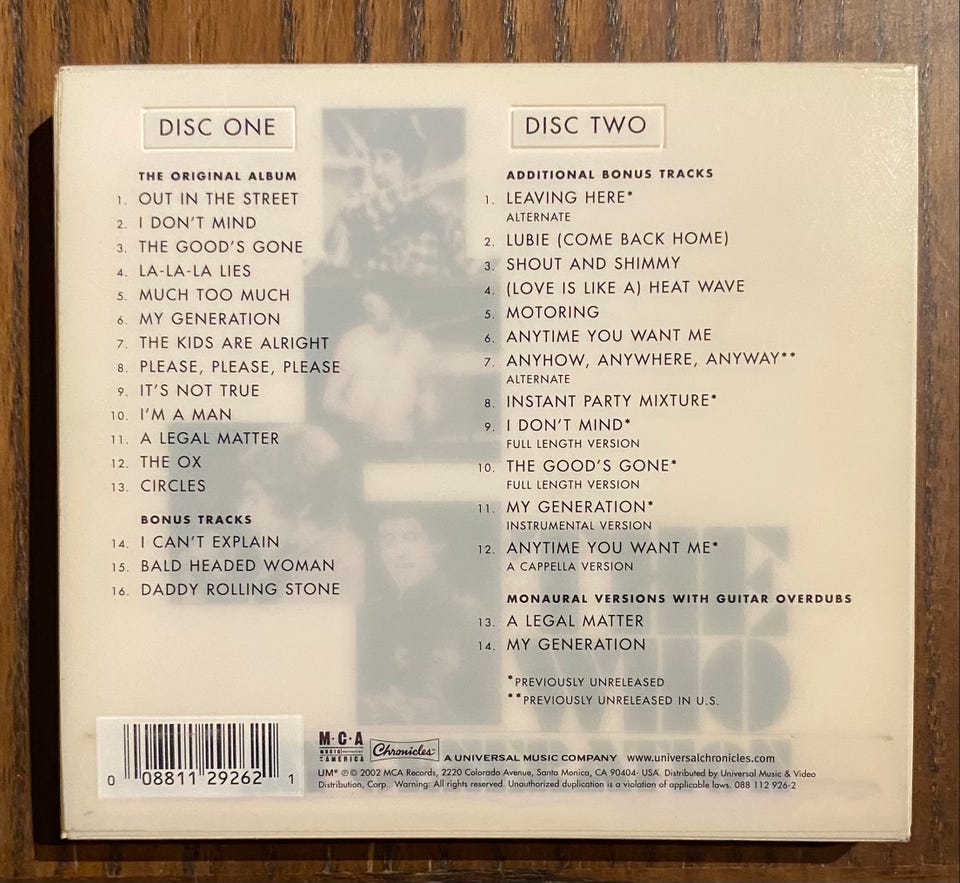 DISC ONE
THE ORIGINAL ALBUM
1. OUT IN THE STREET
2. I DON'T MIND
3. THE GOOD'S GONE
4. LA-LA-LA LIES
5. MUCH TOO MUCH
6. MY GENERATION
7. THE KIDS ARE ALRIGHT
8. PLEASE, PLEASE, PLEASE
9. IT'S NOT TRUE
10. I'M A MAN
11. A LEGAL MATTER
12. THE OX
13. CIRCLES
BONUS TRACKS
14. I CAN'T EXPLAIN
15. BALD HEADED WOMAN
16. DADDY ROLLING STONE
DISC TWO
ADDITIONAL BONUS TRACKS
1. LEAVING HERE*
ALTERNATE
2. LUBIE (COME BACK HOME)
3. SHOUT AND SHIMMY
4. (LOVE IS LIKE A) HEAT WAVE
5. MOTORING
6. ANYTIME YOU WANT ME
7. ANYHOW, ANYWHERE, ANYWAY**
ALTERNATE
8. INSTANT PARTY MIXTURE*
9. I DON'T MIND*
FULL LENGTH VERSION
10. THE GOOD'S GONE*
FULL LENGTH VERSION
11. MY GENERATION*
INSTRUMENTAL VERSION
12. ANYTIME YOU WANT ME*
A CAPPELLA VERSION
MONAURAL VERSIONS WITH GUITAR OVERDUBS
13. A LEGAL MATTER
14. MY GENERATION
*PREVIOUSLY UNRELEASED
**PREVIOUSLY UNRELEASED IN U.S.
THE
WHO
0 08811 29262 1
M·C·A
MUSIC
AMERICA
Chronicles
A UNIVERSAL MUSIC COMPANY www.universalchronicles.com
UM® ℗© 2002 MCA Records, 2220 Colorado Avenue, Santa Monica, CA 90404- USA. Distributed by Universal Music & Video
Distribution, Corp. Warning: All rights reserved. Unauthorized duplication is a violation of applicable laws. 088 112 926-2